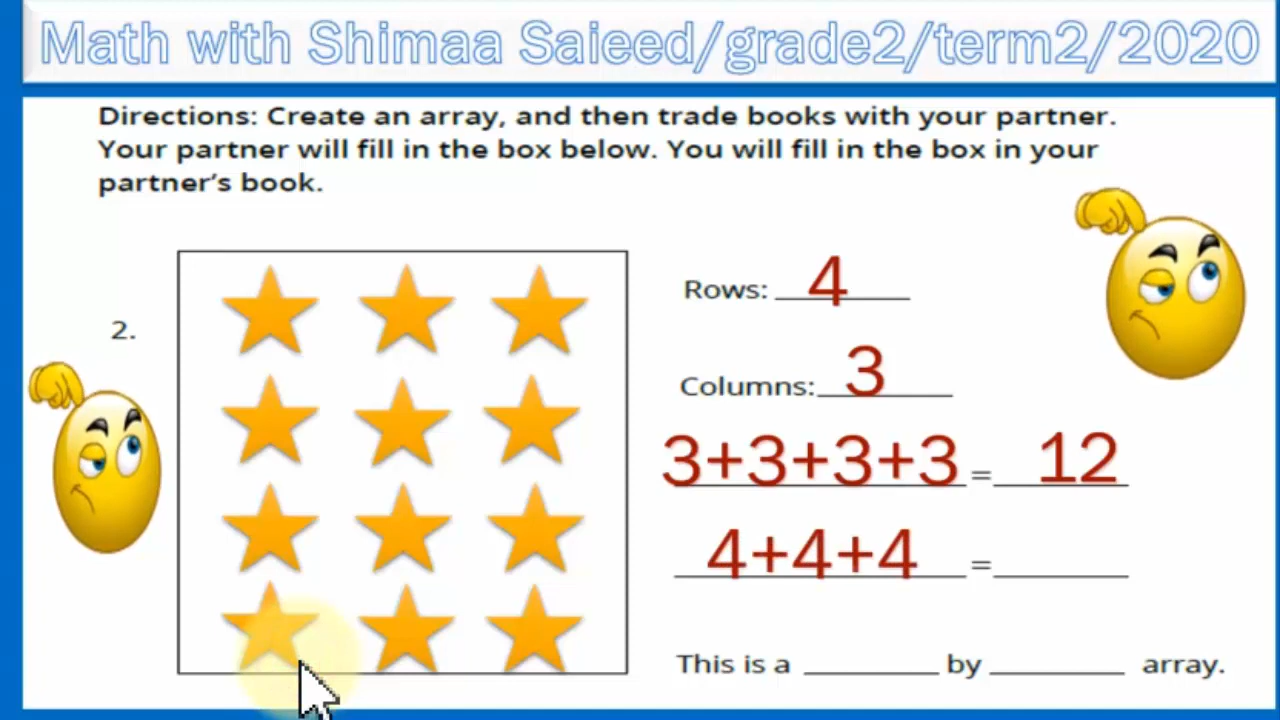 Math with Shimaa Saieed/grade2/term2/2020
Directions: Create an array, and then trade books with your partner.
Your partner will fill in the box below. You will fill in the box in your
partner's book.
2.
Rows: 4
Columns: 3
3+3+3+3 = 12
4+4+4 =
This is a ________ by ________ array.